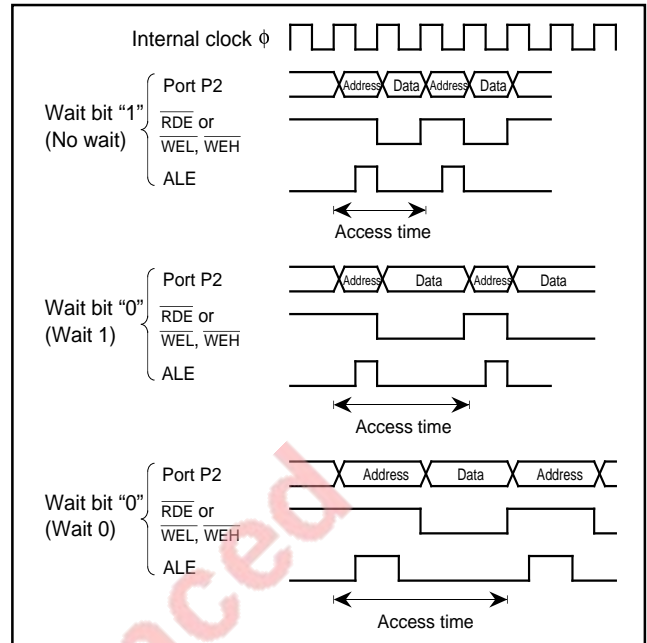 Internal clock ϕ
Port P2
Address Data Address Data
Wait bit “1”
(No wait)
RDE or
WEL, WEH
ALE
Access time
Port P2
Address Data Address Data
Wait bit “0”
(Wait 1)
RDE or
WEL, WEH
ALE
Access time
Port P2
Address Data Address
Wait bit “0”
(Wait 0)
RDE or
WEL, WEH
ALE
Access time
nced